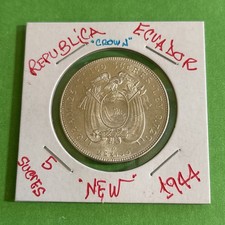 REPUBLICA
ECUADOR
"CROWN"
5
SUCRES
"NEW"
1944